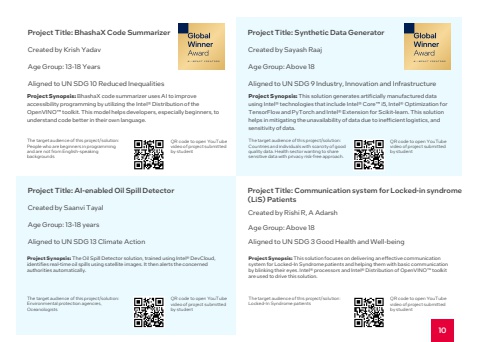 Project Title: BhashaX Code Summarizer
Created by Krish Yadav
Age Group: 13-18 years
Aligned to UN SDG 10 Reduced Inequalities
Project Synopsis: BhashaX code summarizer uses AI to improve
accessibility programming by utilizing the Intel® Distribution of the
OpenVINO™ toolkit. This model helps developers, especially beginners, to
understand code better in their own language.
The target audience of this project/solution:
People who are beginners in programming
and are not from English-speaking
backgrounds
QR code to open YouTube
video of project submitted
by student
Global
Winner
Award
Project Title: Synthetic Data Generator
Created by Sayash Raaj
Age Group: Above 18
Aligned to UN SDG 9 Industry, Innovation and Infrastructure
Project Synopsis: This solution generates artificially manufactured data
using Intel® technologies that include Intel® Core™ i5, Intel® Optimization for
TensorFlow and PyTorch and Intel® Extension for Scikit-learn. This solution
helps in mitigating the unavailability of data due to inefficient logistics, and
sensitivity of data.
The target audience of this project/solution:
Countries and individuals with scarcity of good
quality data. Health sector wanting to share
sensitive data with privacy risk-free approach.
QR code to open YouTube
video of project submitted
by student
Global
Winner
Award
Project Title: AI-enabled Oil Spill Detector
Created by Saanvi Tayal
Age Group: 13-18 years
Aligned to UN SDG 13 Climate Action
Project Synopsis: The Oil Spill Detector solution, trained using Intel® DevCloud,
identifies real-time oil spills using satellite images. It then alerts the concerned
authorities automatically.
The target audience of this project/solution:
Environmental protection agencies,
Oceanologists
QR code to open YouTube
video of project submitted
by student
Project Title: Communication system for Locked-in syndrome
(LiS) Patients
Created by Rishi R, A Adarsh
Age Group: Above 18
Aligned to UN SDG 3 Good Health and Well-being
Project Synopsis: This solution focuses on delivering an effective communication
system for Locked-In Syndrome patients and helping them with basic communication
by blinking their eyes. Intel® processors and Intel® Distribution of OpenVINO™ toolkit
are used to drive this solution.
The target audience of this project/solution:
Locked-in Syndrome patients
QR code to open YouTube
video of project submitted
by student
10